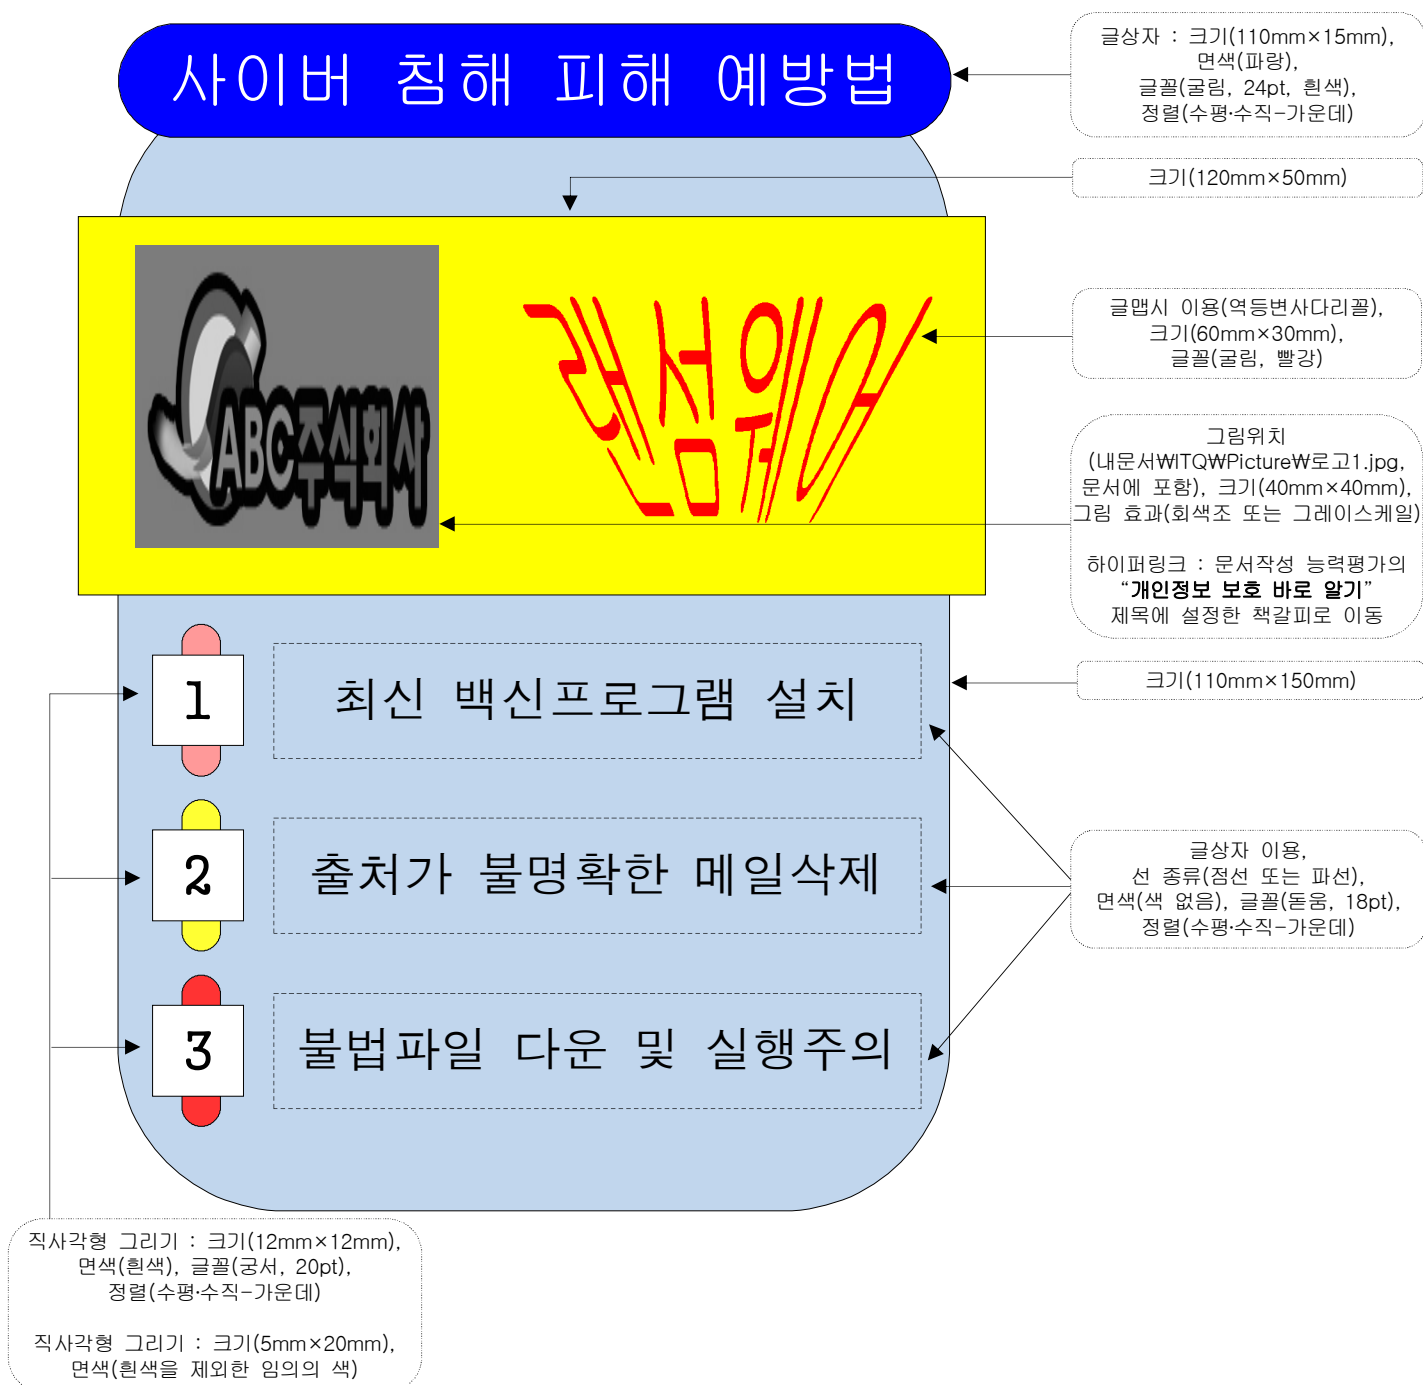 사이버 침해 피해 예방법
글상자 : 크기(110mm×15mm),
면색(파랑),
글꼴(굴림, 24pt, 흰색),
정렬(수평·수직-가운데)
크기(120mm×50mm)
ABC주식회사
랜섬웨어
글맵시 이용(역등변사다리꼴),
크기(60mm×30mm),
글꼴(굴림, 빨강)
그림위치
(내문서₩ITQ₩Picture₩로고1.jpg,
문서에 포함), 크기(40mm×40mm),
그림 효과(회색조 또는 그레이스케일)
하이퍼링크 : 문서작성 능력평가의
“개인정보 보호 바로 알기”
제목에 설정한 책갈피로 이동
1
최신 백신프로그램 설치
크기(110mm×150mm)
2
출처가 불명확한 메일삭제
글상자 이용,
선 종류(점선 또는 파선),
면색(색 없음), 글꼴(돋움, 18pt),
정렬(수평·수직-가운데)
3
불법파일 다운 및 실행주의
직사각형 그리기 : 크기(12mm×12mm),
면색(흰색), 글꼴(궁서, 20pt),
정렬(수평·수직-가운데)
직사각형 그리기 : 크기(5mm×20mm),
면색(흰색을 제외한 임의의 색)